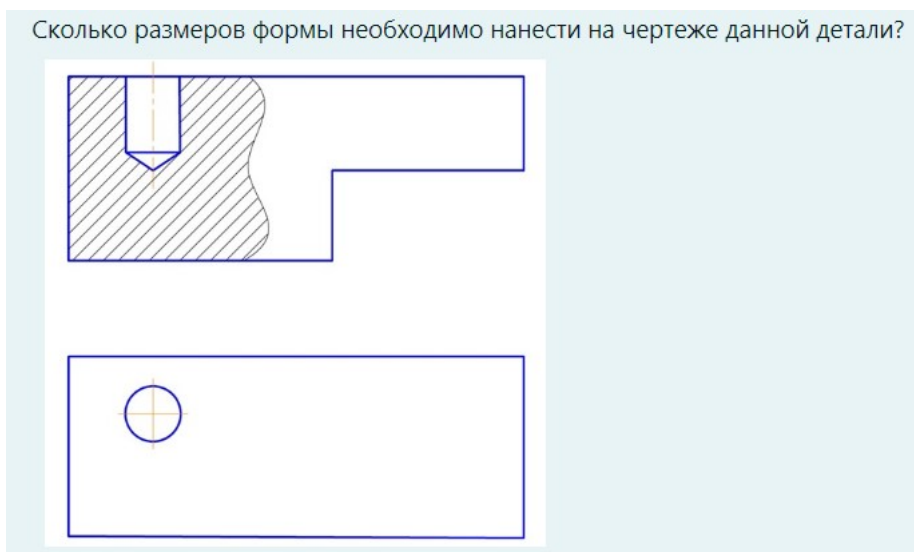 Сколько размеров формы необходимо нанести на чертеже данной детали?